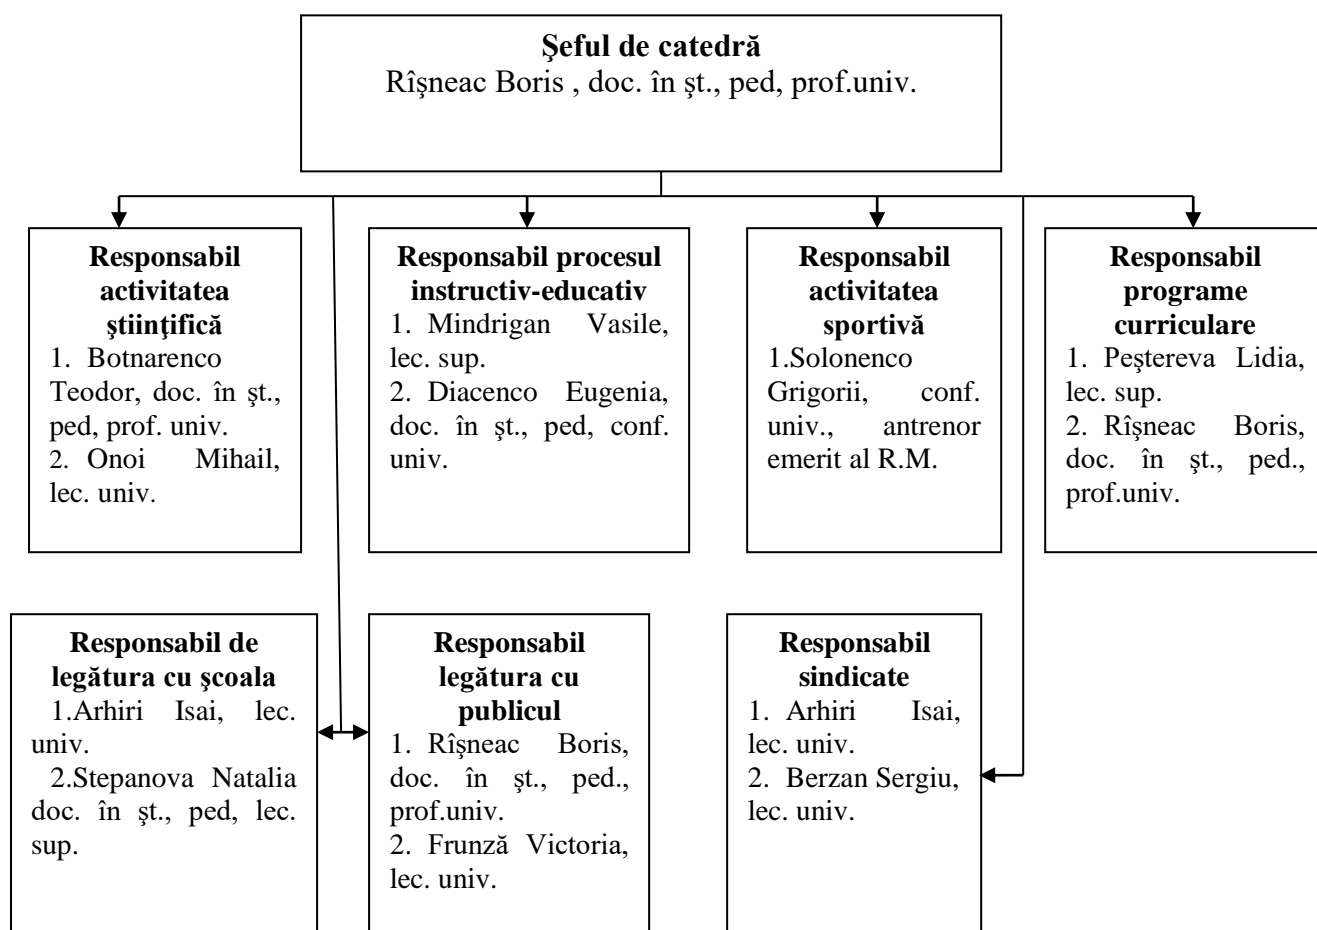 Şeful de catedră
Rîşneac Boris , doc. în şt., ped, prof.univ.
Responsabil
activitatea
ştiinţifică
1. Botnarenco
Teodor, doc. în şt.,
ped, prof. univ.
2. Onoi Mihail,
lec. univ.
Responsabil procesul
instructiv-educativ
1. Mindrigan Vasile,
lec. sup.
2. Diacenco Eugenia,
doc. în şt., ped, conf.
univ.
Responsabil
activitatea
sportivă
1.Solonenco
Grigorii, conf.
univ., antrenor
emerit al R.M.
Responsabil
programe
curriculare
1. Peştereva Lidia,
lec. sup.
2. Rîşneac Boris,
doc. în şt., ped.,
prof.univ.
Responsabil de
legătura cu şcoala
1.Arhiri Isai, lec.
univ.
2.Stepanova Natalia
doc. în şt., ped, lec.
sup.
Responsabil
legătura cu
publicul
1. Rîşneac Boris,
doc. în şt., ped.,
prof.univ.
2. Frunză Victoria,
lec. univ.
Responsabil
sindicate
1. Arhiri Isai,
lec. univ.
2. Berzan Sergiu,
lec. univ.